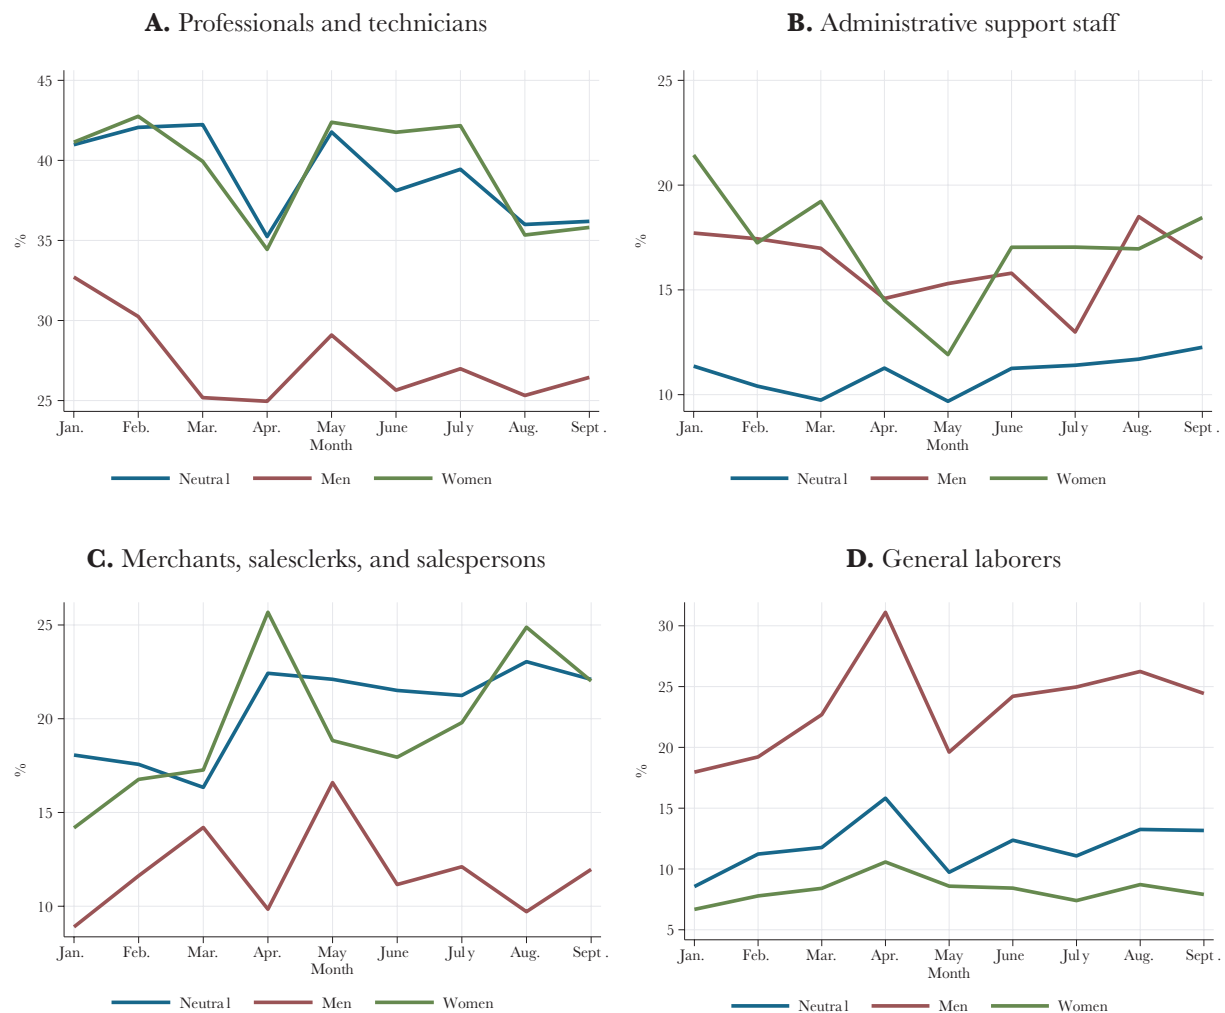 A. Professionals and technicians
45
40
35
30
25
%
Jan. Feb. Mar. Apr. May June July Aug. Sept .
Month
Neutral Men Women
B. Administrative support staff
25
20
15
10
%
Jan. Feb. Mar. Apr. May June July Aug. Sept .
Month
Neutral Men Women
C. Merchants, salesclerks, and salespersons
25
20
15
10
%
Jan. Feb. Mar. Apr. May June July Aug. Sept .
Month
Neutral Men Women
D. General laborers
30
25
20
15
10
5
%
Jan. Feb. Mar. Apr. May June July Aug. Sept .
Month
Neutral Men Women